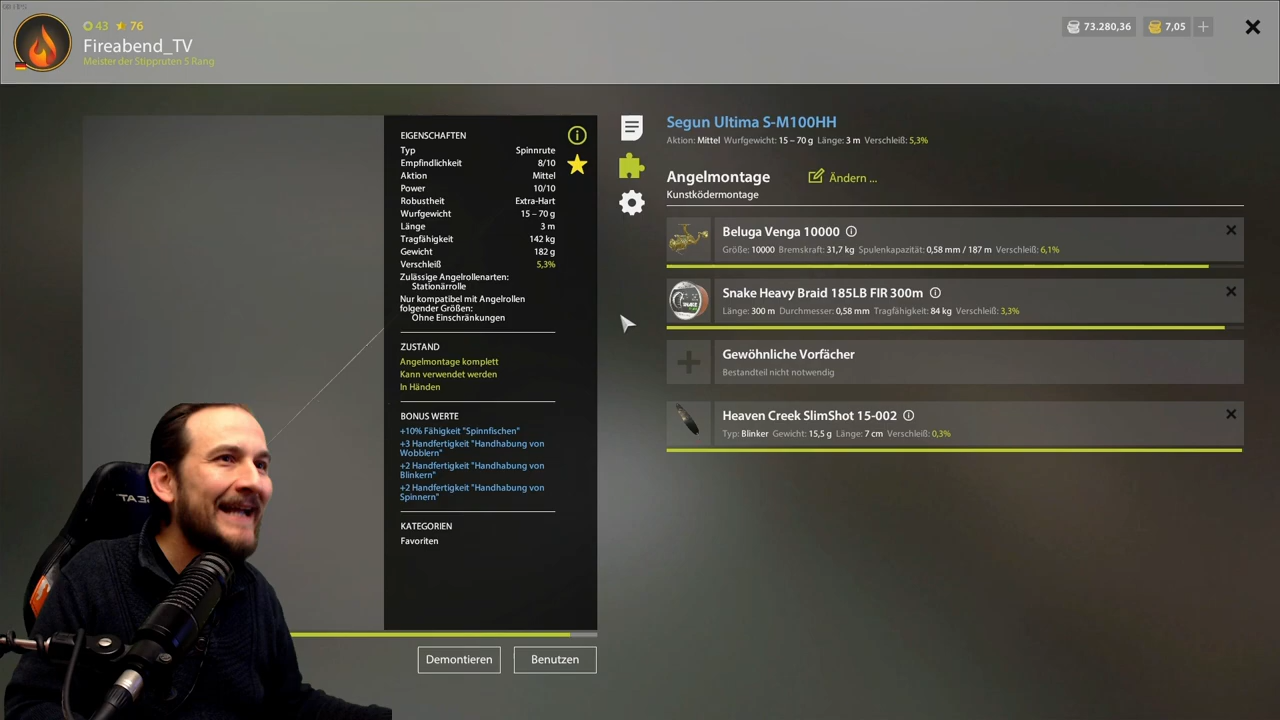 43 76
Fireabend_TV
Meister der Stippruten 5 Rang
73.280,36 7,05
EIGENSCHAFTEN
Typ Spinnrute
Empfindlichkeit 8/10
Aktion Mittel
Power 10/10
Robustheit Extra-Hart
Wurfgewicht 15 – 70 g
Länge 3 m
Tragfähigkeit 142 kg
Gewicht 182 g
Verschleiß 5,3%
Zulässige Angelrollenarten:
Stationärrolle
Nur kompatibel mit Angelrollen
folgender Größen:
Ohne Einschränkungen
ZUSTAND
Angelmontage komplett
Kann verwendet werden
In Händen
BONUS WERTE
+10% Fähigkeit "Spinnfischen"
+3 Handfertigkeit "Handhabung von
Wobblern"
+2 Handfertigkeit "Handhabung von
Blinkern"
+2 Handfertigkeit "Handhabung von
Spinnern"
KATEGORIEN
Favoriten
Demontieren Benutzen
Segun Ultima S-M100HH
Aktion: Mittel Wurfgewicht: 15 – 70 g Länge: 3 m Verschleiß: 5,3%
Angelmontage Ändern ...
Kunstködermontage
Beluga Venga 10000
Größe: 10000 Bremskraft: 31,7 kg Spulenkapazität: 0,58 mm / 187 m Verschleiß: 6,1%
Snake Heavy Braid 185LB FIR 300m
Länge: 300 m Durchmesser: 0,58 mm Tragfähigkeit: 84 kg Verschleiß: 3,3%
Gewöhnliche Vorfächer
Bestandteil nicht notwendig
Heaven Creek SlimShot 15-002
Typ: Blinker Gewicht: 15,5 g Länge: 7 cm Verschleiß: 0,3%